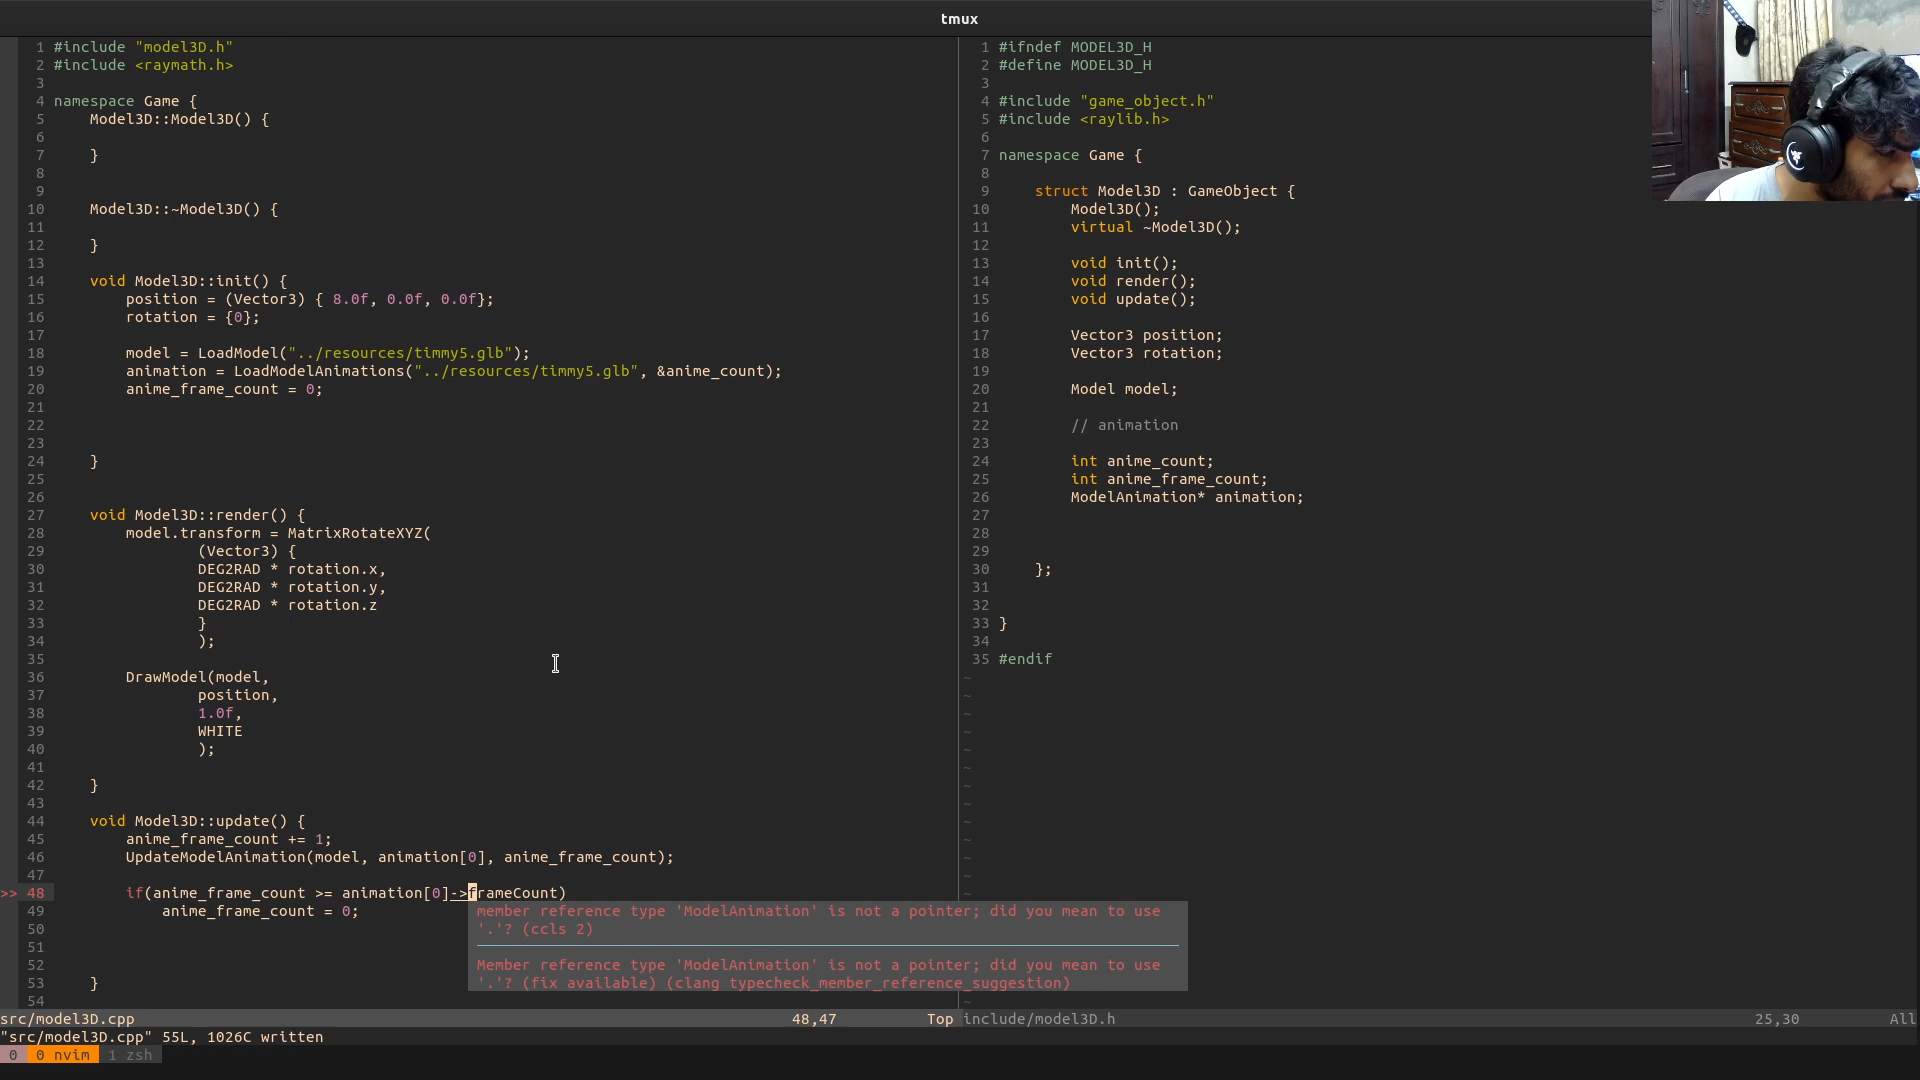 tmux
1 #include "model3D.h"
2 #include <raymath.h>
3
4 namespace Game {
5     Model3D::Model3D() {
6
7     }
8
9
10     Model3D::~Model3D() {
11
12     }
13
14     void Model3D::init() {
15         position = (Vector3) { 8.0f, 0.0f, 0.0f};
16         rotation = {0};
17
18         model = LoadModel("../resources/timmy5.glb");
19         animation = LoadModelAnimations("../resources/timmy5.glb", &anime_count);
20         anime_frame_count = 0;
21
22
23
24     }
25
26
27     void Model3D::render() {
28         model.transform = MatrixRotateXYZ(
29                 (Vector3) {
30                 DEG2RAD * rotation.x,
31                 DEG2RAD * rotation.y,
32                 DEG2RAD * rotation.z
33                 }
34                 );
35
36         DrawModel(model,
37                 position,
38                 1.0f,
39                 WHITE
40                 );
41
42     }
43
44     void Model3D::update() {
45         anime_frame_count += 1;
46         UpdateModelAnimation(model, animation[0], anime_frame_count);
47
>> 48         if(anime_frame_count >= animation[0]->frameCount)
49             anime_frame_count = 0;
50
51
52
53     }
54
member reference type 'ModelAnimation' is not a pointer; did you mean to use
'.'? (ccls 2)
Member reference type 'ModelAnimation' is not a pointer; did you mean to use
'.'? (fix available) (clang typecheck_member_reference_suggestion)
1 #ifndef MODEL3D_H
2 #define MODEL3D_H
3
4 #include "game_object.h"
5 #include <raylib.h>
6
7 namespace Game {
8
9     struct Model3D : GameObject {
10         Model3D();
11         virtual ~Model3D();
12
13         void init();
14         void render();
15         void update();
16
17         Vector3 position;
18         Vector3 rotation;
19
20         Model model;
21
22         // animation
23
24         int anime_count;
25         int anime_frame_count;
26         ModelAnimation* animation;
27
28
29
30     };
31
32
33 }
34
35 #endif
~
~
~
~
~
~
~
~
~
~
~
~
~
~
src/model3D.cpp 48,47 Top
include/model3D.h 25,30 All
"src/model3D.cpp" 55L, 1026C written
0 0 nvim 1 zsh